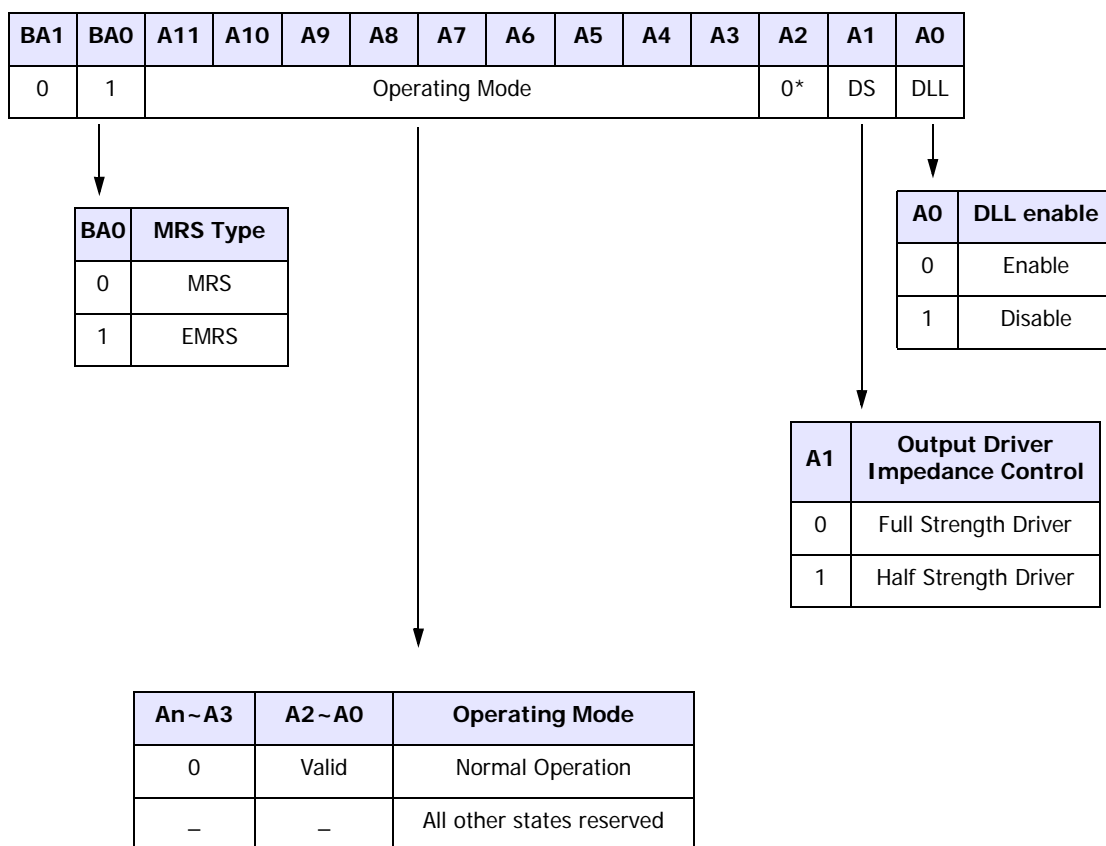 BA1 BA0 A11 A10 A9 A8 A7 A6 A5 A4 A3 A2 A1 A0
0 1 Operating Mode 0* DS DLL
BA0 MRS Type
0 MRS
1 EMRS
A0 DLL enable
0 Enable
1 Disable
A1 Output Driver
Impedance Control
0 Full Strength Driver
1 Half Strength Driver
An~A3 A2~A0 Operating Mode
0 Valid Normal Operation
_ _ All other states reserved